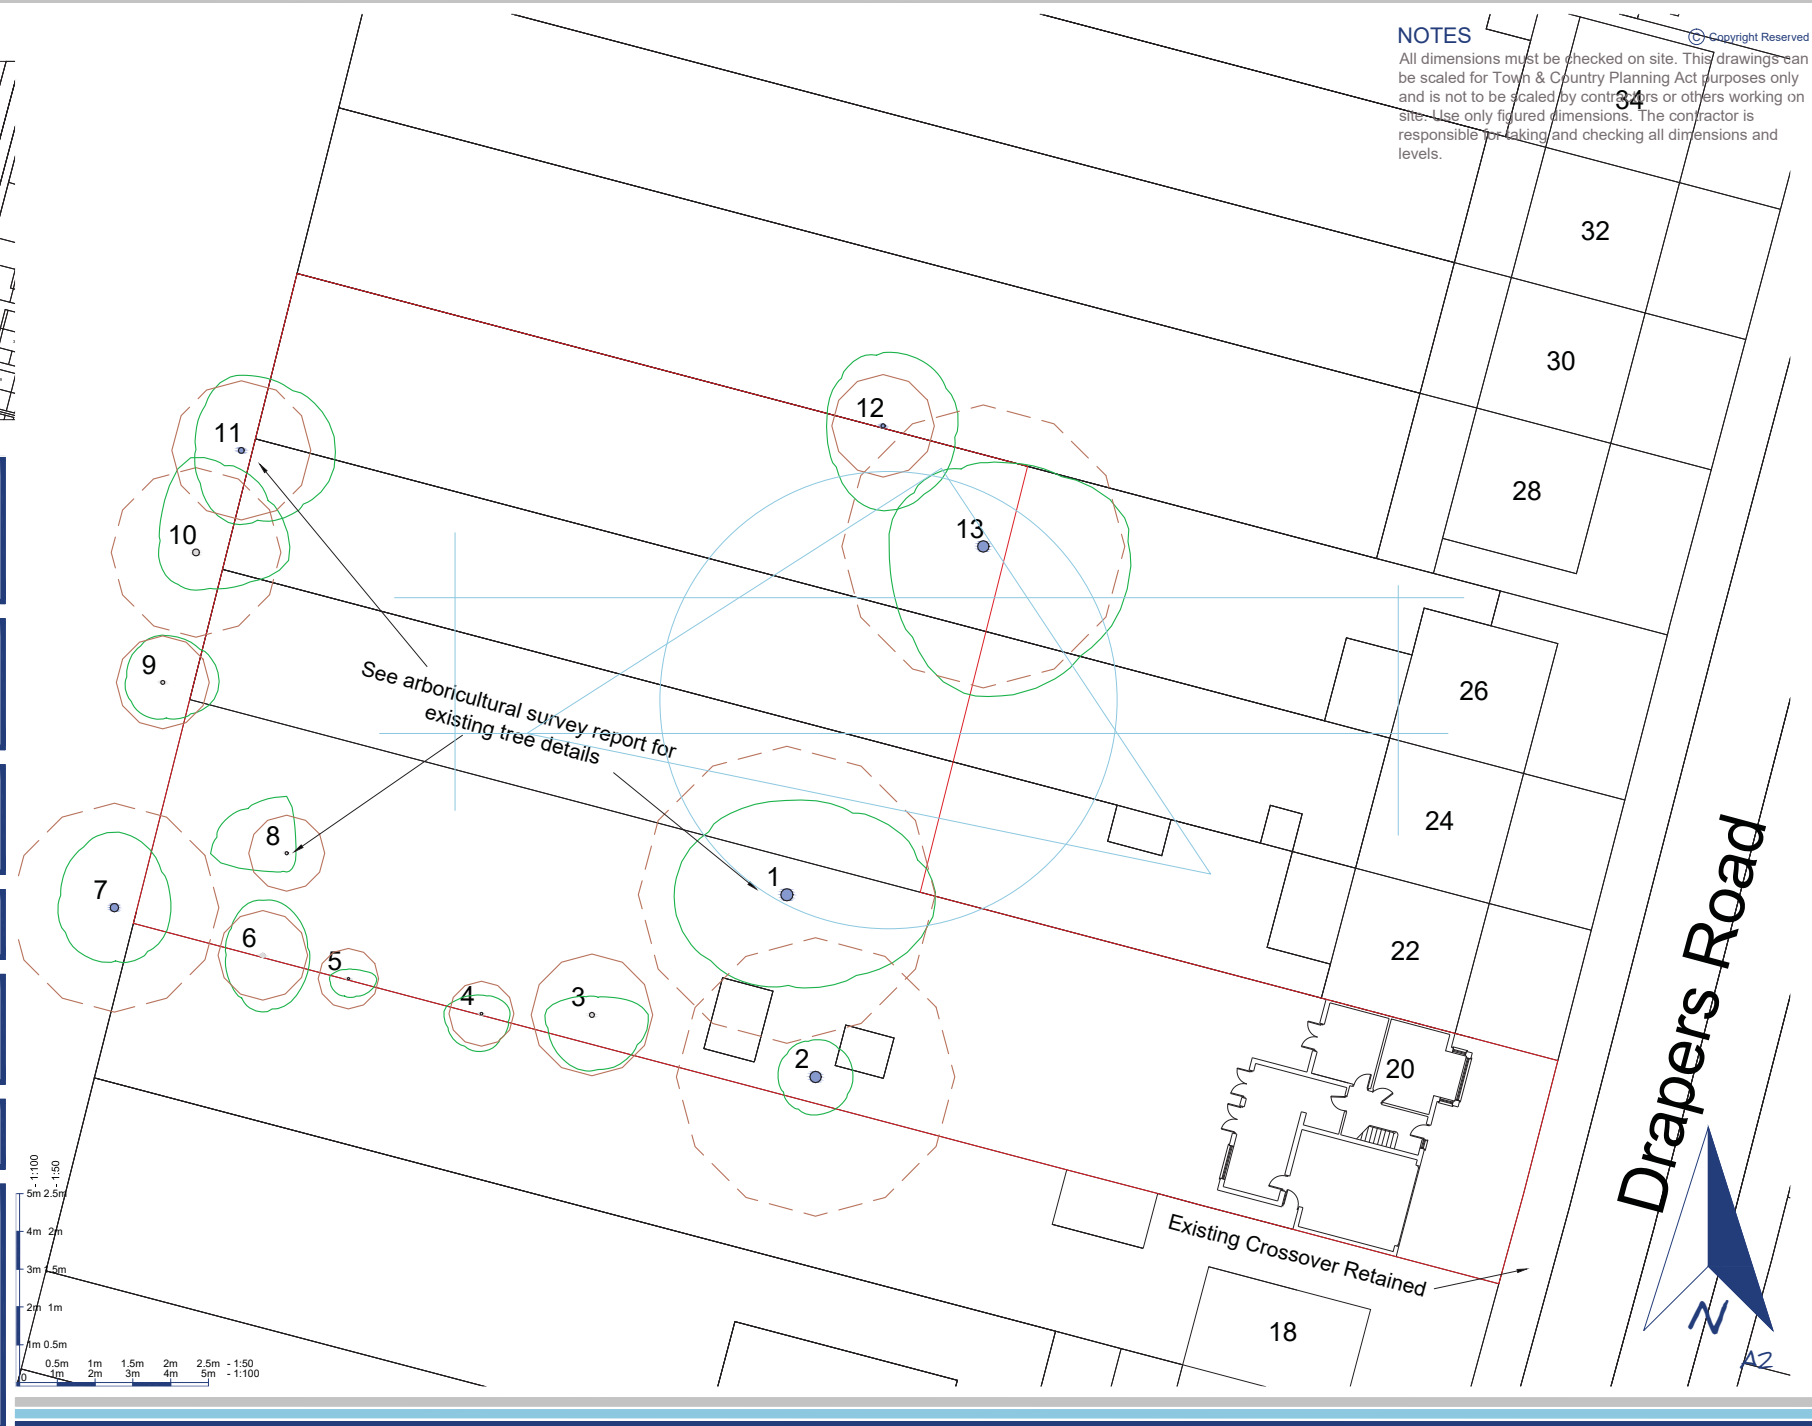 NOTES
© Copyright Reserved
All dimensions must be checked on site. This drawings can
be scaled for Town & Country Planning Act purposes only
and is not to be scaled by contractors or others working on
site. Use only figured dimensions. The contractor is
responsible for taking and checking all dimensions and
levels.
34
32
30
28
26
24
22
20
18
12
11
13
10
9
See arboricultural survey report for
existing tree details
8
7
1
6
5
4
3
2
Drapers Road
Existing Crossover Retained
N
A2
- 1:100
- 1:50
5m 2.5m
4m 2m
3m 1.5m
2m 1m
1m 0.5m
0.5m 1m 1.5m 2m 2.5m - 1:50
0 1m 2m 3m 4m 5m - 1:100